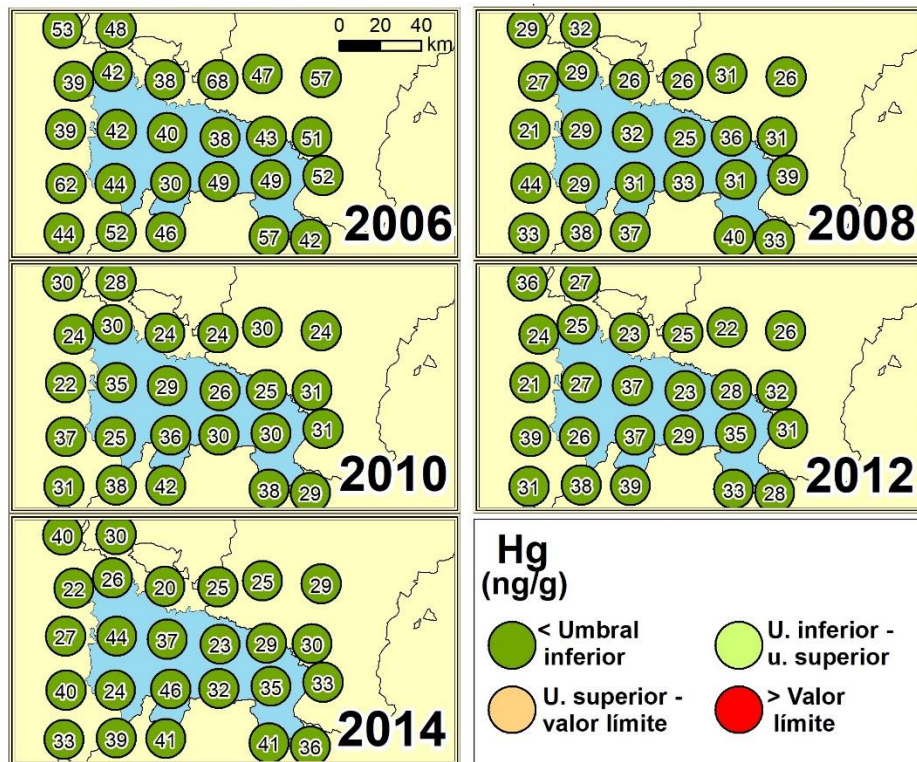 53 48
0 20 40
km
39 42 38 68 47 57
39 42 40 38 43 51
62 44 30 49 49 52
44 52 46 57 42
2006
29 32
27 29 26 26 31 26
21 29 32 25 36 31
44 29 31 33 31 39
33 38 37 40 33
2008
30 28
24 30 24 24 30 24
22 35 29 26 25 31
37 25 36 30 30 31
31 38 42 38 29
2010
36 27
24 25 23 25 22 26
21 27 37 23 28 32
39 26 37 29 35 31
31 38 39 33 28
2012
40 30
22 26 20 25 25 29
27 44 37 23 29 30
40 24 46 32 35 33
33 39 41 41 36
2014
Hg
(ng/g)
< Umbral
inferior
U. inferior -
u. superior
U. superior -
valor límite
> Valor
límite